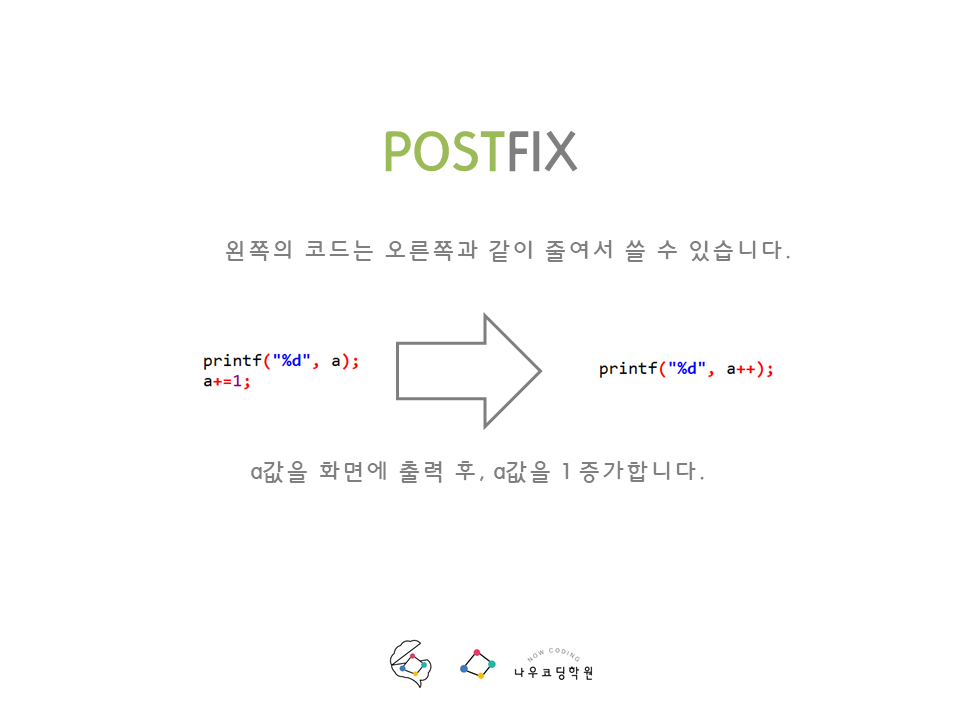 POSTFIX
왼쪽의 코드는 오른쪽과 같이 줄여서 쓸 수 있습니다.
printf("%d", a);
a+=1;
printf("%d", a++);
a값을 화면에 출력 후, a값을 1 증가합니다.
NOW CODING
나우코딩학원